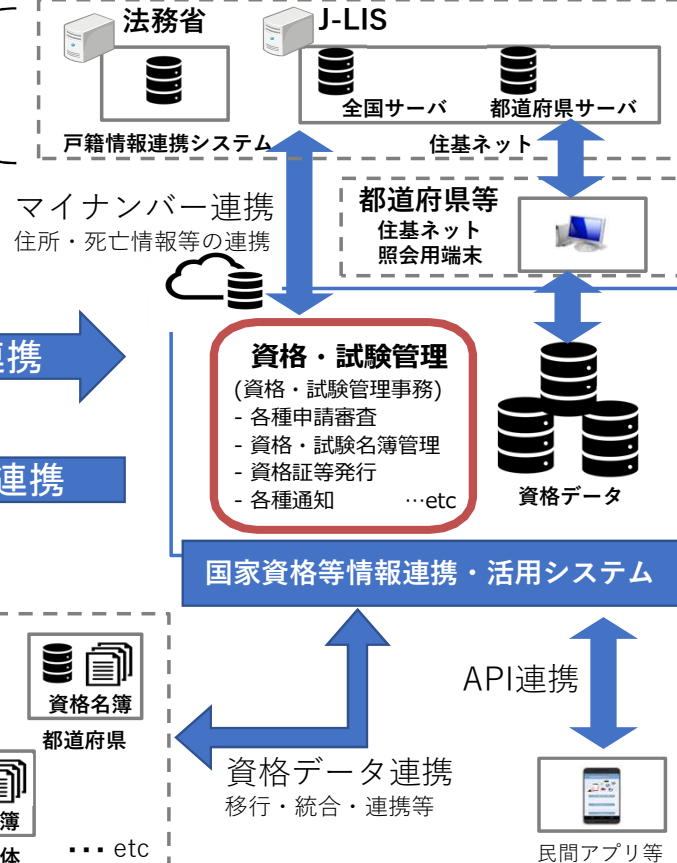 法務省
J-LIS
全国サーバ
都道府県サーバ
戸籍情報連携システム
住基ネット
マイナンバー連携
住所・死亡情報等の連携
都道府県等
住基ネット
照会用端末
連携
資格・試験管理
(資格・試験管理事務)
- 各種申請審査
- 資格・試験名簿管理
- 資格証等発行
- 各種通知 …etc
連携
資格データ
国家資格等情報連携・活用システム
資格名簿
都道府県
API連携
資格データ連携
移行・統合・連携等
簿
体
… etc
民間アプリ等